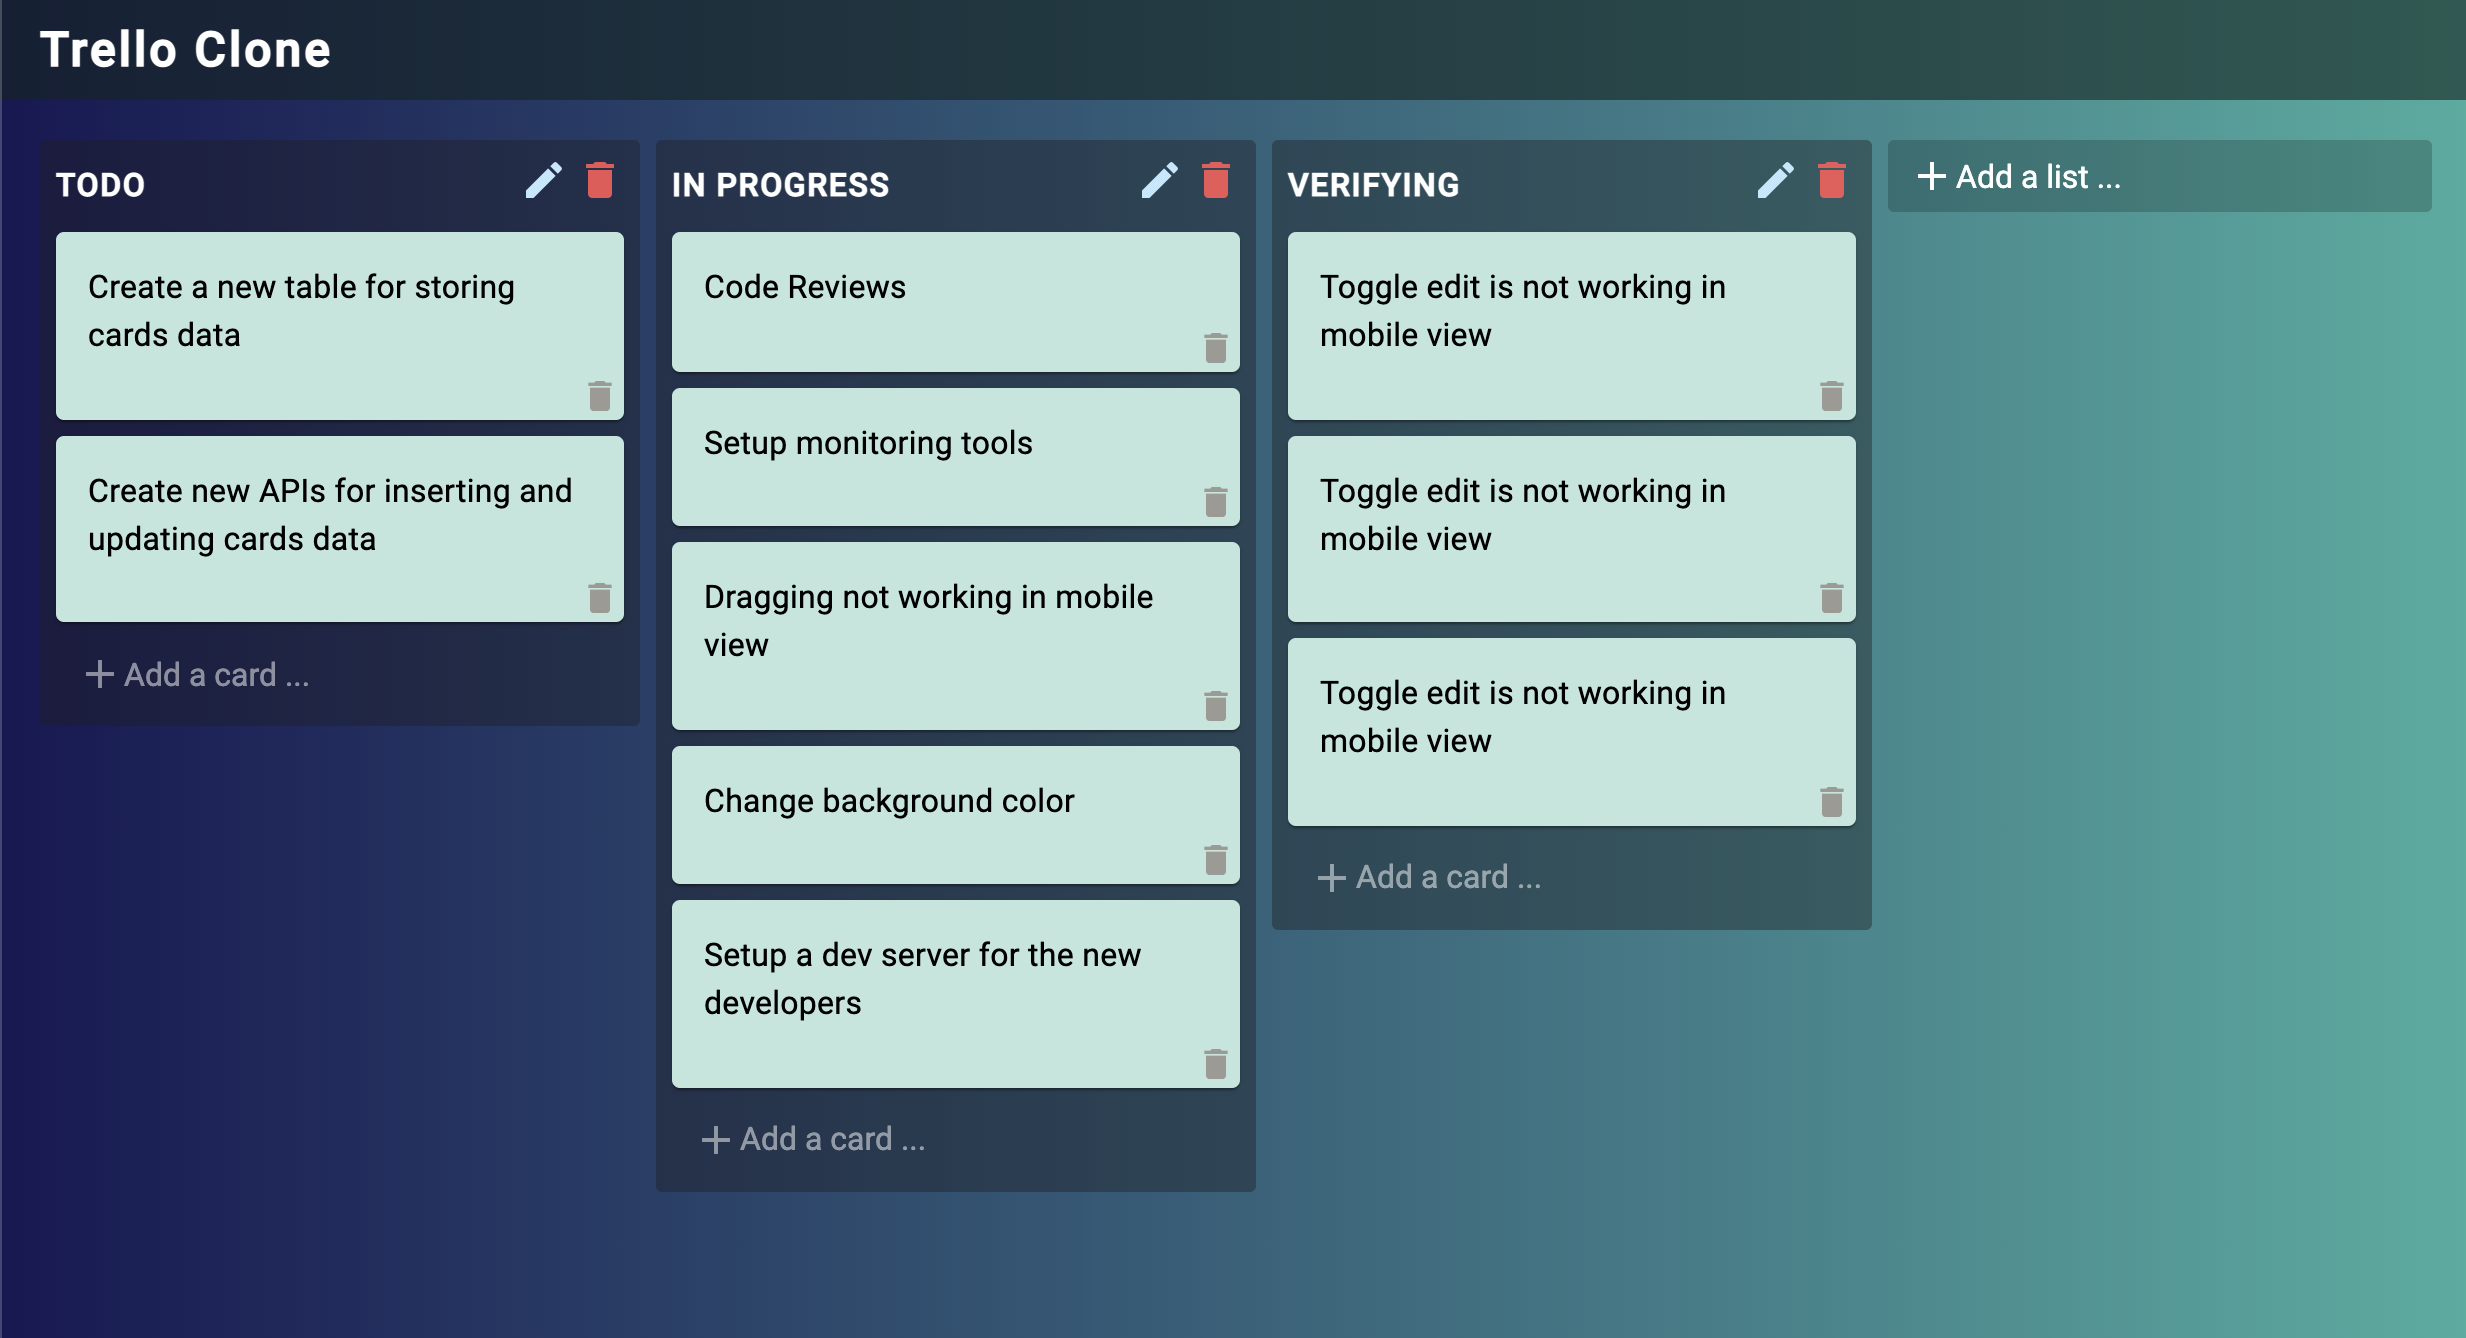 Trello Clone
TODO
Create a new table for storing
cards data
Create new APIs for inserting and
updating cards data
Add a card ...
IN PROGRESS
Code Reviews
Setup monitoring tools
Dragging not working in mobile
view
Change background color
Setup a dev server for the new
developers
Add a card ...
VERIFYING
Toggle edit is not working in
mobile view
Toggle edit is not working in
mobile view
Toggle edit is not working in
mobile view
Add a card ...
Add a list ...